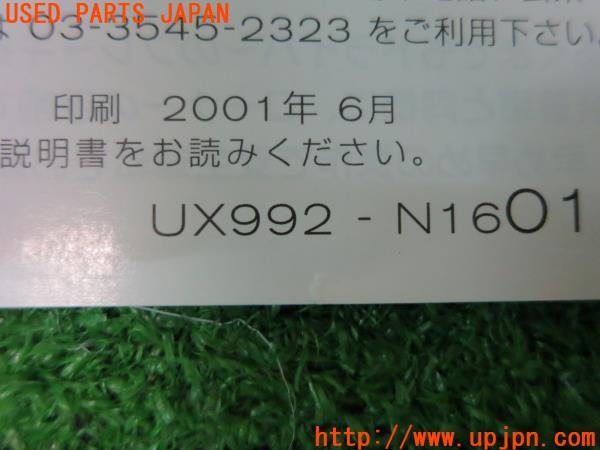 USED PARTS JAPAN
03-3545-2323 をご利用下さい。
印刷 2001年 6月
説明書をお読みください。
UX992 - N1601
http://www.upjpn.com